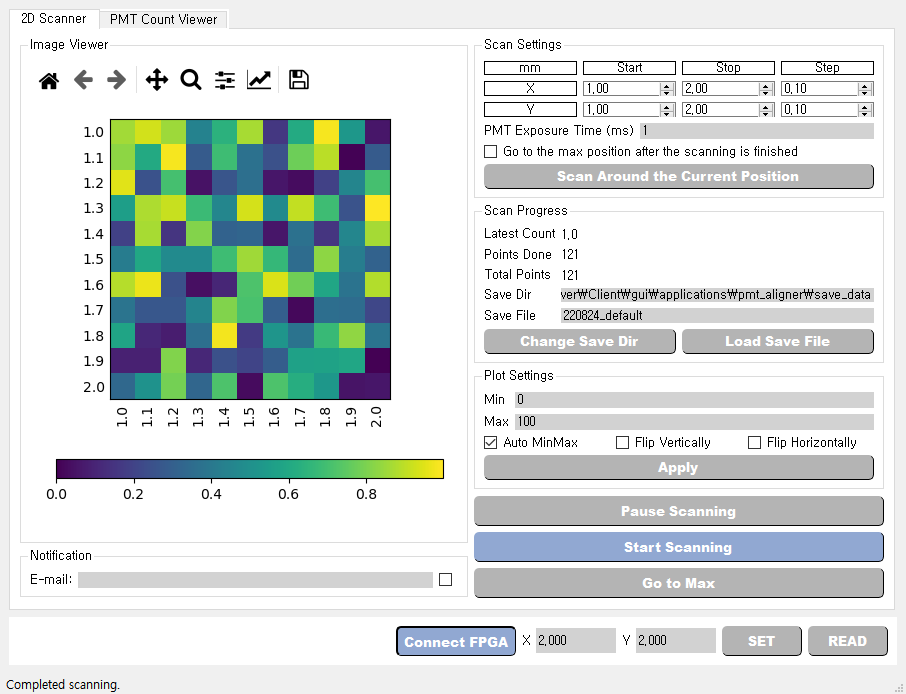 2D Scanner PMT Count Viewer
Image Viewer
1.0
1.1
1.2
1.3
1.4
1.5
1.6
1.7
1.8
1.9
2.0
1.0 1.1 1.2 1.3 1.4 1.5 1.6 1.7 1.8 1.9 2.0
0.0 0.2 0.4 0.6 0.8
Notification
E-mail:
Scan Settings
mm Start Stop Step
X 1,00 2,00 0,10
Y 1,00 2,00 0,10
PMT Exposure Time (ms) 1
Go to the max position after the scanning is finished
Scan Around the Current Position
Scan Progress
Latest Count 1,0
Points Done 121
Total Points 121
Save Dir ver₩Client₩gui₩applications₩pmt_aligner₩save_data
Save File 220824_default
Change Save Dir Load Save File
Plot Settings
Min 0
Max 100
Auto MinMax Flip Vertically Flip Horizontally
Apply
Pause Scanning
Start Scanning
Go to Max
Connect FPGA X 2,000 Y 2,000 SET READ
Completed scanning.